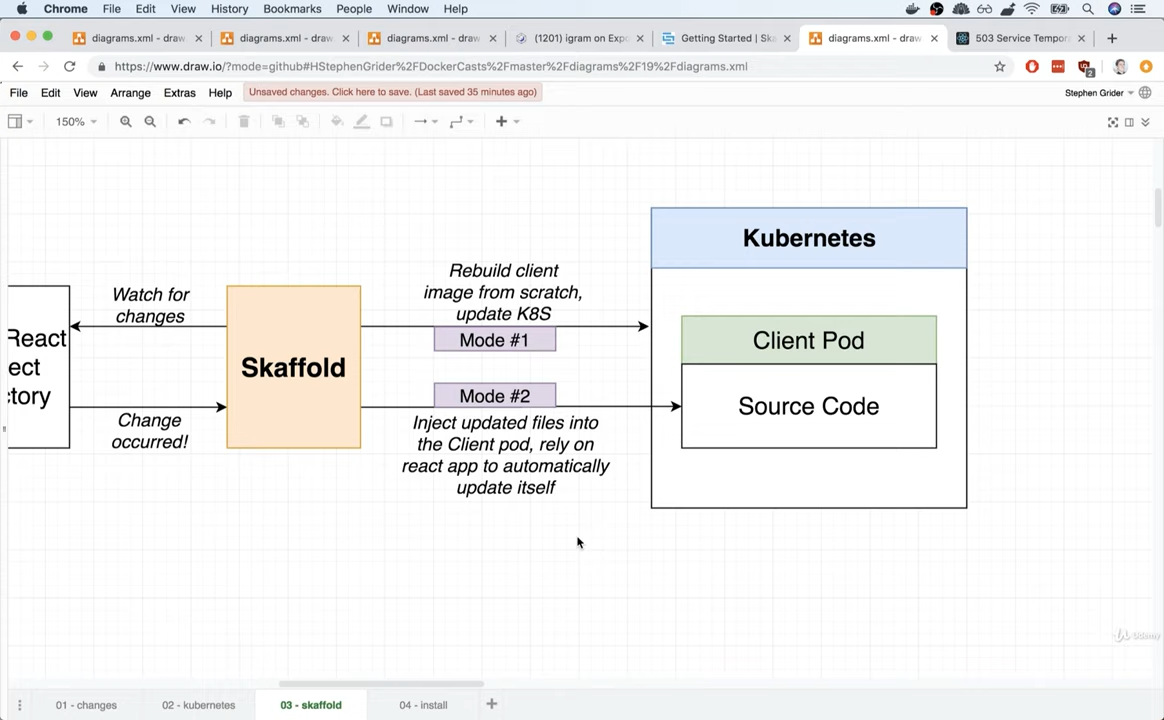 Chrome File Edit View History Bookmarks People Window Help
diagrams.xml - draw diagrams.xml - draw diagrams.xml - draw (1201) igram on Exp Getting Started | Ska diagrams.xml - draw 503 Service Tempor
https://www.draw.io/?mode=github#HStephenGrider%2FDockerCasts%2Fmaster%2Fdiagrams%2F19%2Fdiagrams.xml
2
File Edit View Arrange Extras Help Unsaved changes. Click here to save. (Last saved 35 minutes ago) Stephen Grider
150%
Kubernetes
Rebuild client
image from scratch,
update K8S
Watch for
changes
React
ect
tory
Mode #1
Client Pod
Skaffold
Mode #2
Source Code
Change
occurred!
Inject updated files into
the Client pod, rely on
react app to automatically
update itself
Udemy
01 - changes 02 - kubernetes 03 - skaffold 04 - install